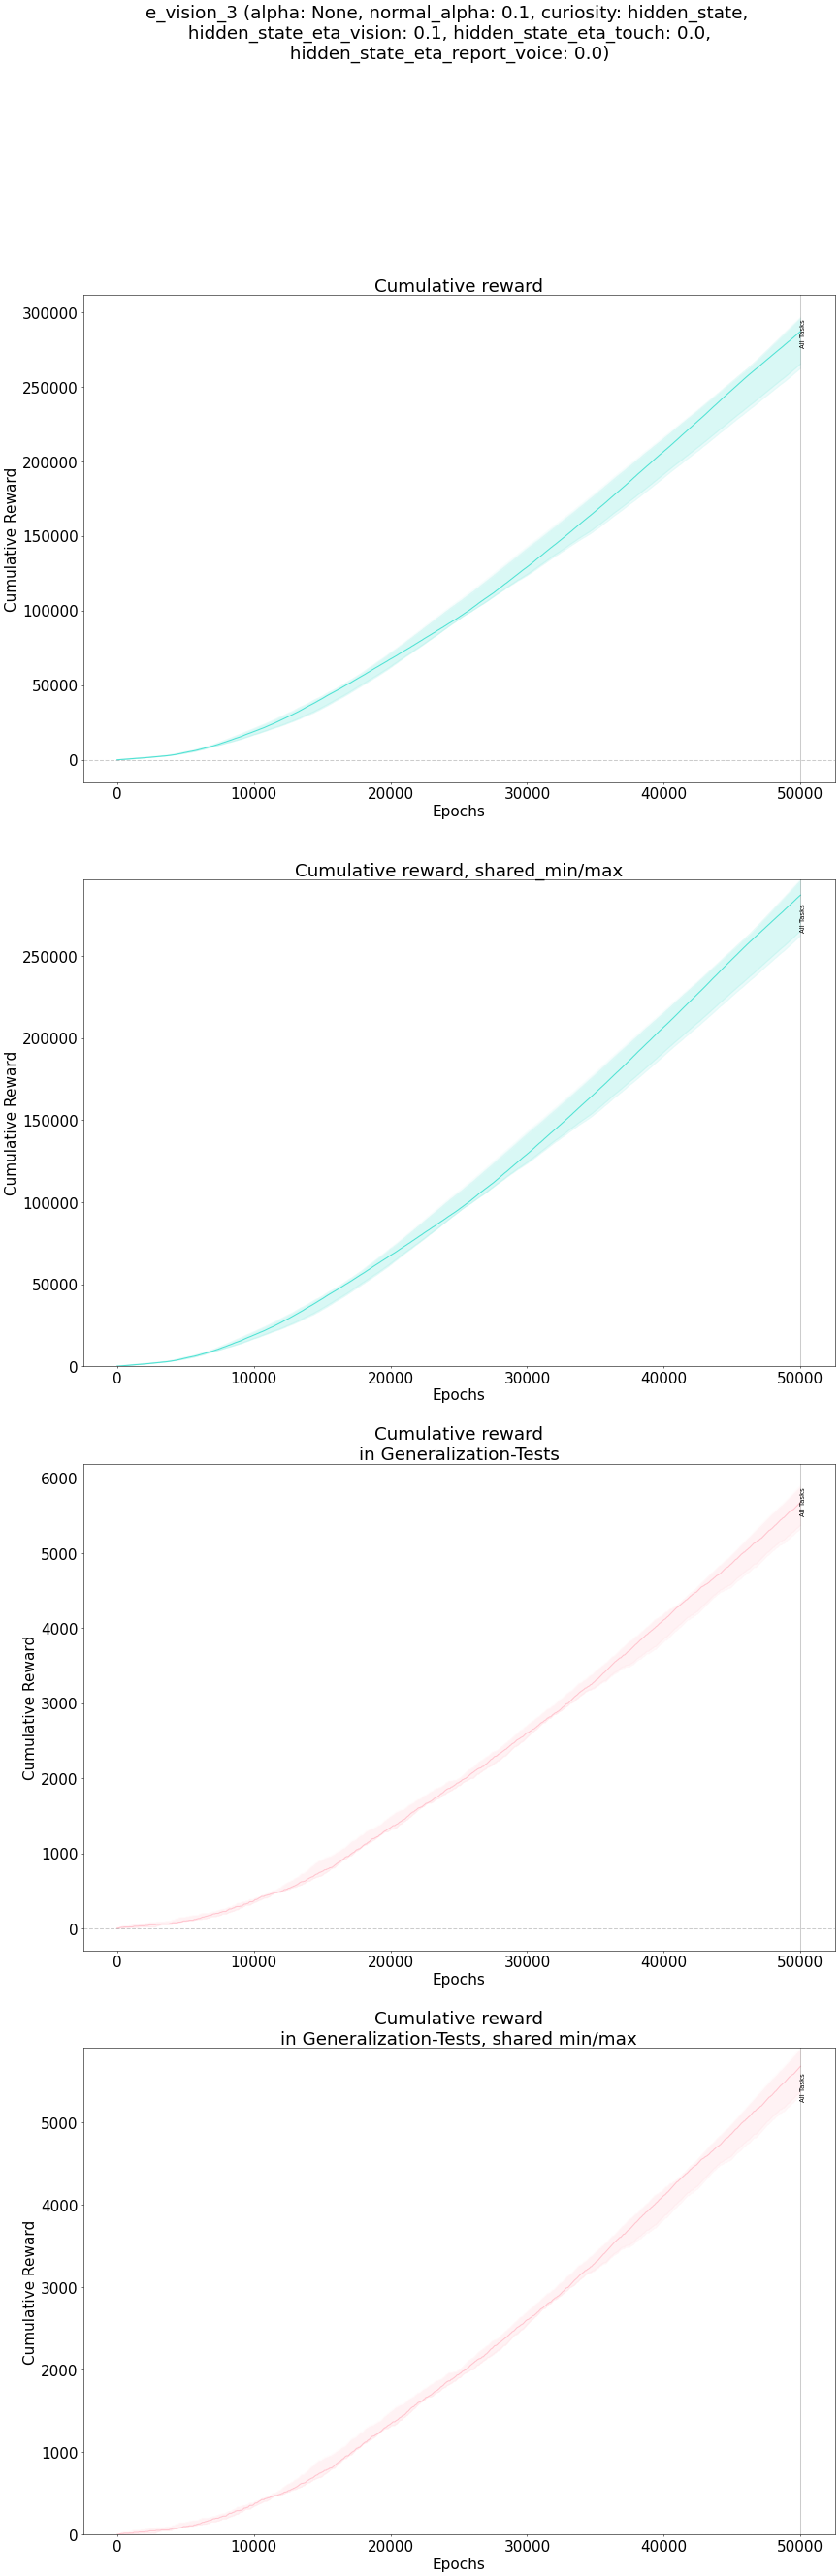 e_vision_3 (alpha: None, normal_alpha: 0.1, curiosity: hidden_state,
hidden_state_eta_vision: 0.1, hidden_state_eta_touch: 0.0,
hidden_state_eta_report_voice: 0.0)
Cumulative reward
300000
250000
200000
150000
100000
50000
0
Cumulative Reward
All Tasks
0 10000 20000 30000 40000 50000
Epochs
Cumulative reward, shared_min/max
250000
200000
150000
100000
50000
0
Cumulative Reward
All Tasks
0 10000 20000 30000 40000 50000
Epochs
Cumulative reward
in Generalization-Tests
6000
5000
4000
3000
2000
1000
0
Cumulative Reward
All Tasks
0 10000 20000 30000 40000 50000
Epochs
Cumulative reward
in Generalization-Tests, shared min/max
5000
4000
3000
2000
1000
0
Cumulative Reward
All Tasks
0 10000 20000 30000 40000 50000
Epochs